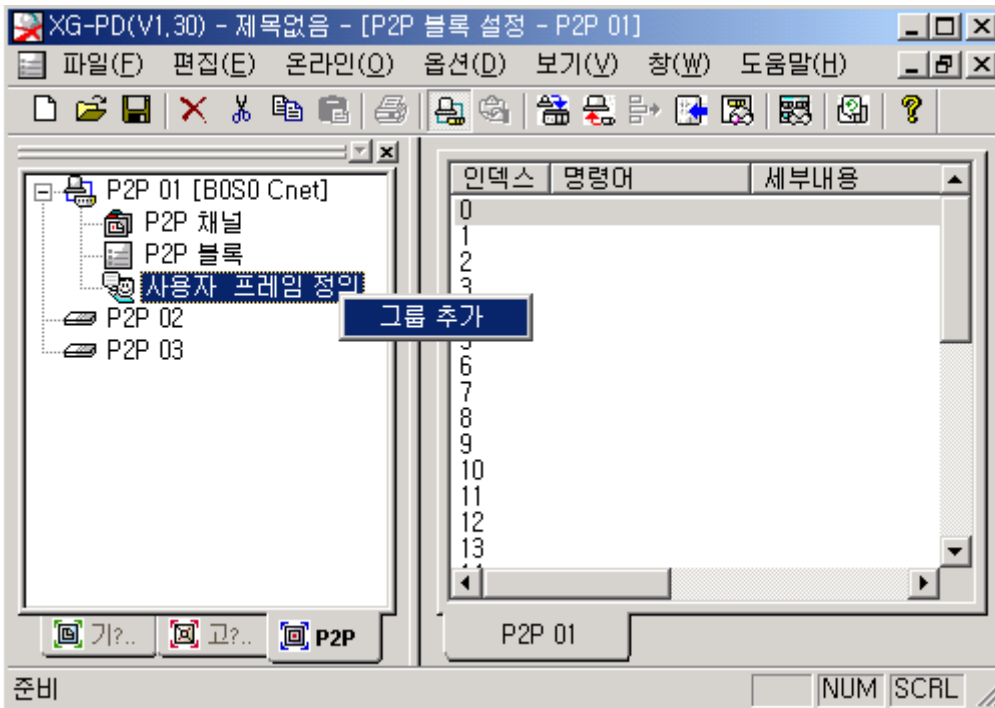 XG-PD(V1,30) - 제목없음 - [P2P 블록 설정 - P2P 01]
파일(F) 편집(E) 온라인(O) 옵션(D) 보기(V) 창(W) 도움말(H)
P2P 01 [B0S0 Cnet]
P2P 채널
P2P 블록
사용자 프레임 정의
그룹 추가
P2P 02
P2P 03
기?.. 고?.. P2P
인덱스 명령어 세부내용
0
1
2
3
5
6
7
8
9
10
11
12
13
P2P 01
준비 NUM SCRL